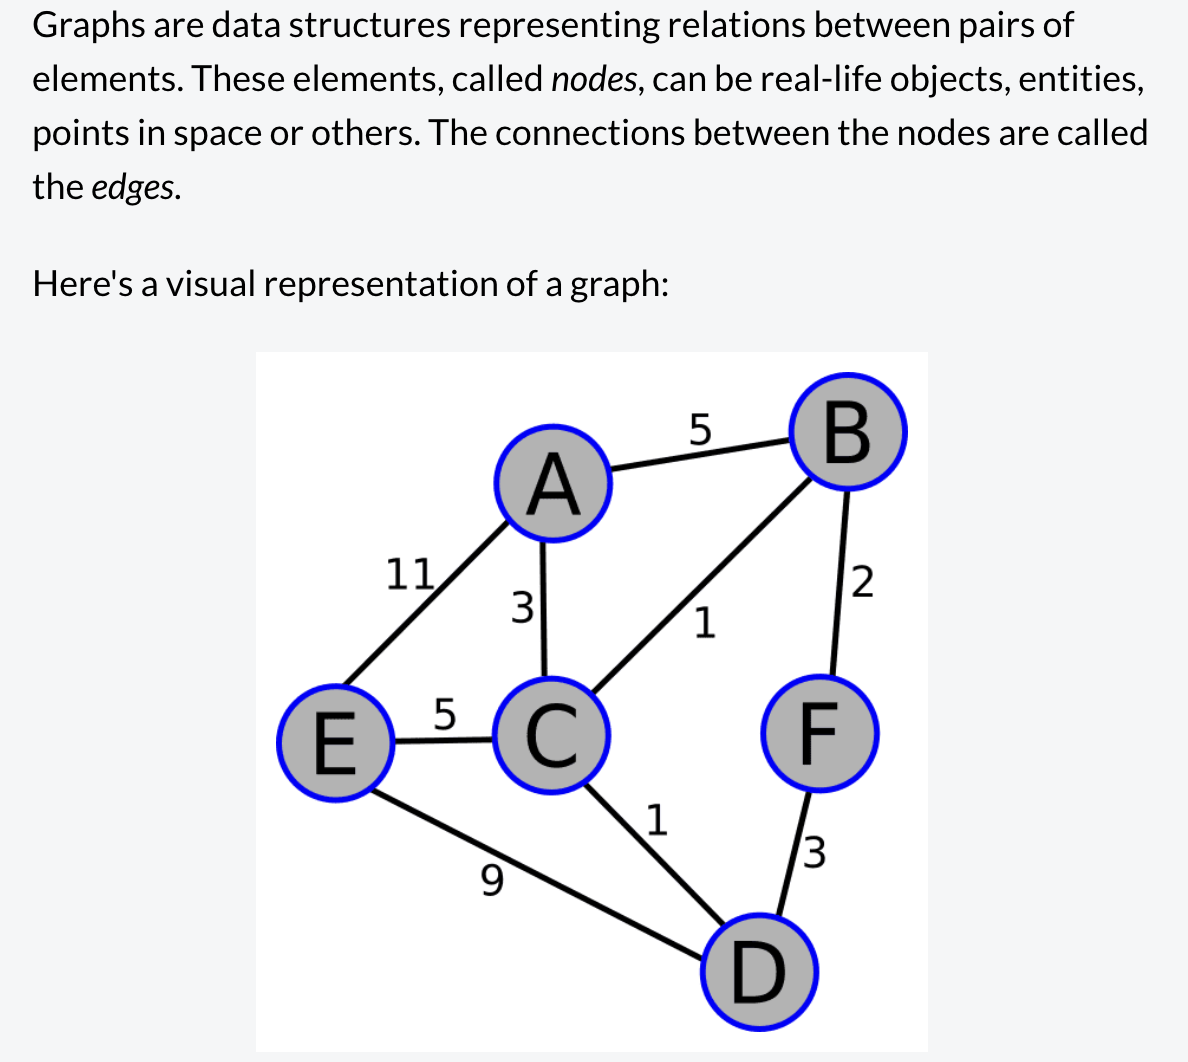 Graphs are data structures representing relations between pairs of
elements. These elements, called nodes, can be real-life objects, entities,
points in space or others. The connections between the nodes are called
the edges.
Here's a visual representation of a graph:
B
5
A
11
2
3
1
5
E
C
F
1
3
9
D